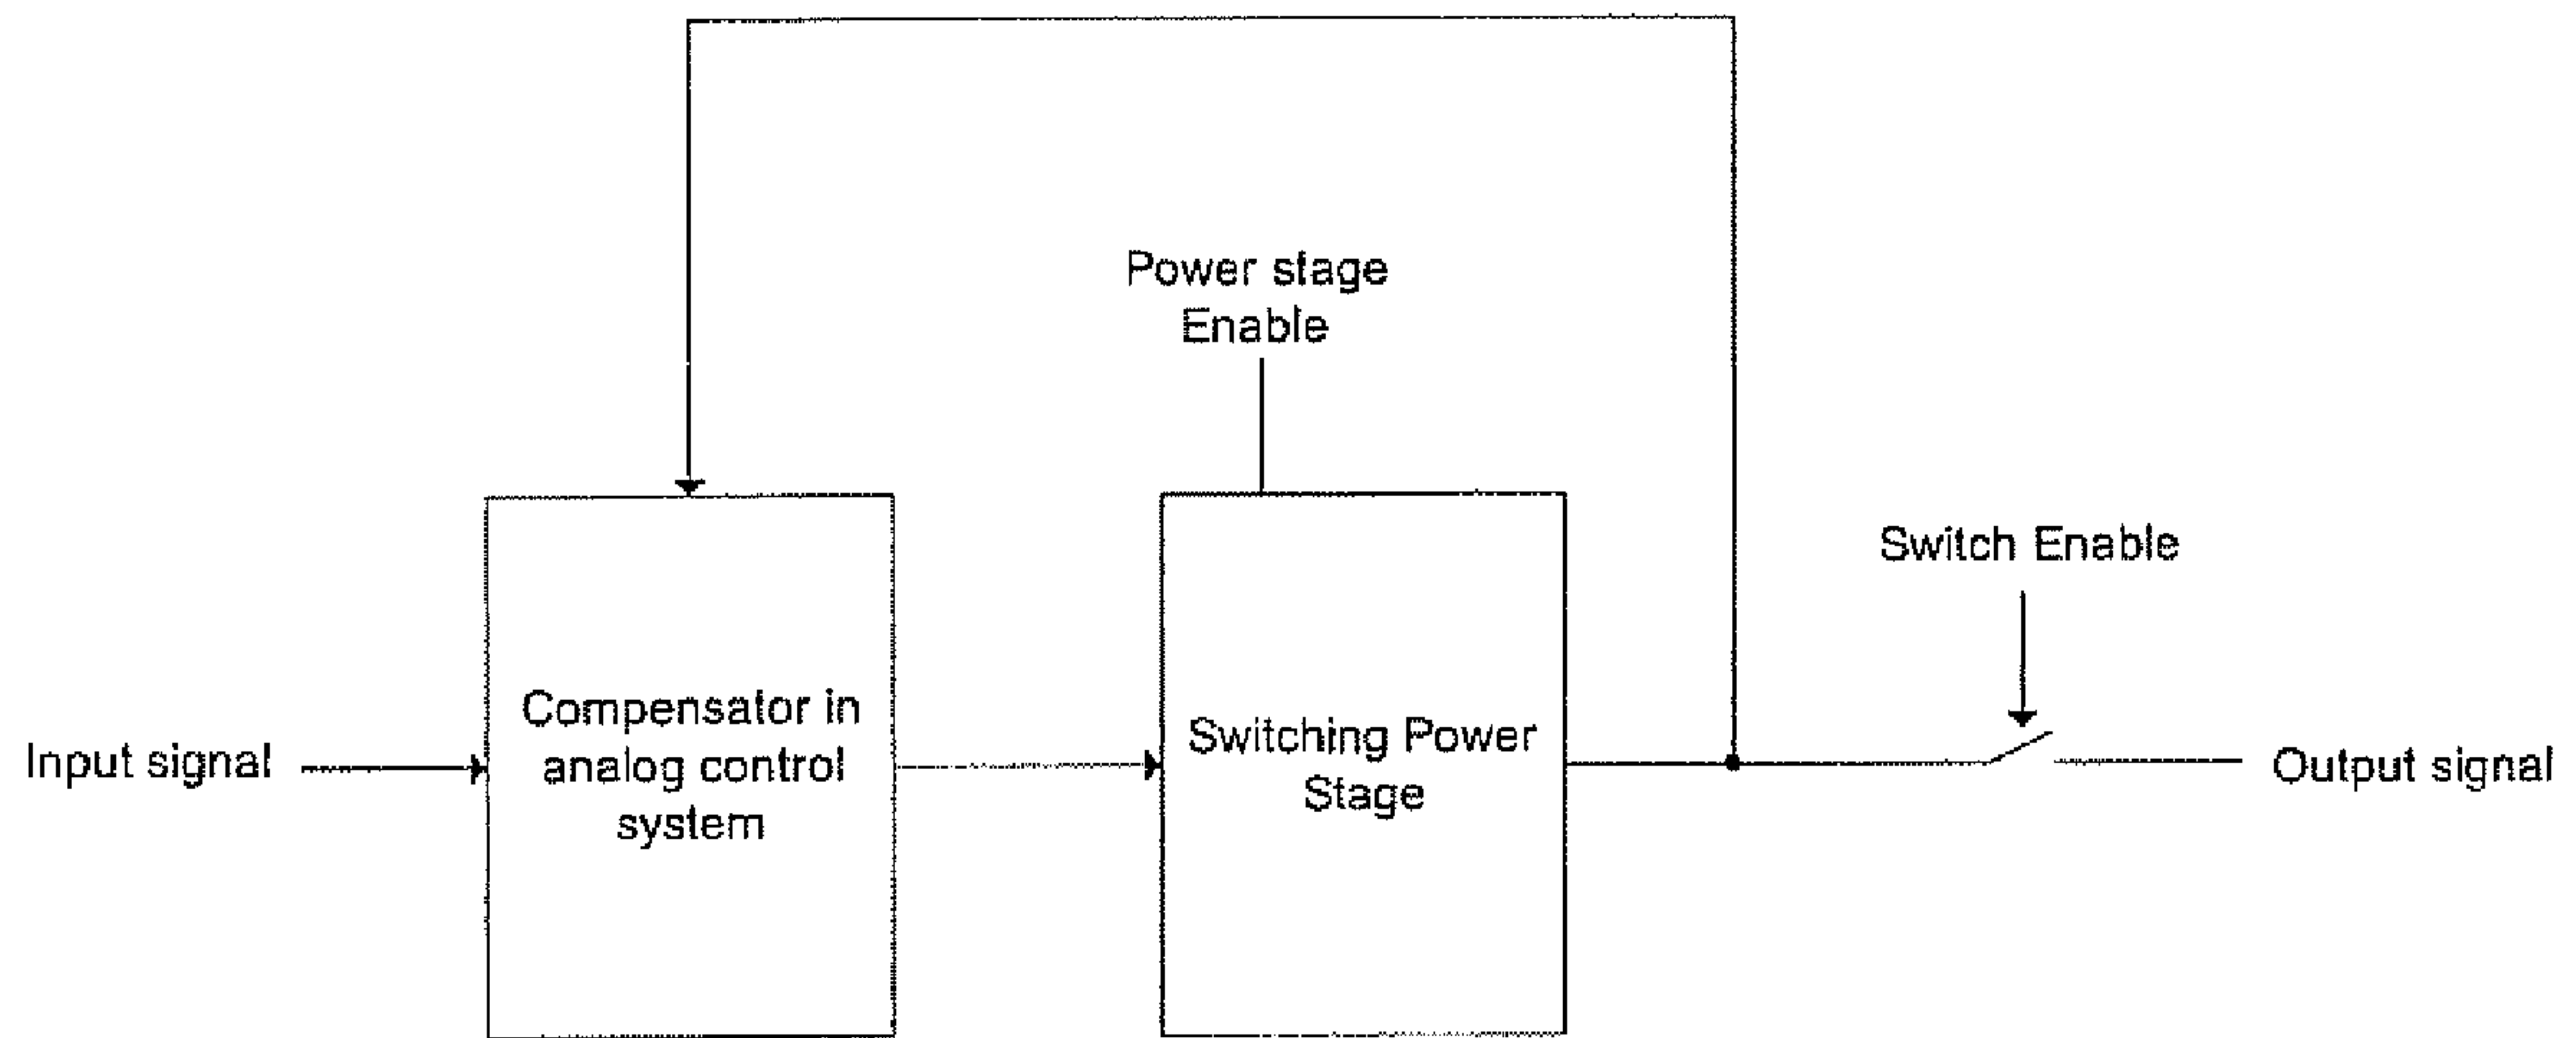 Power stage
Enable
Switch Enable
Input signal
Compensator in
analog control
system
Switching Power
Stage
Output signal